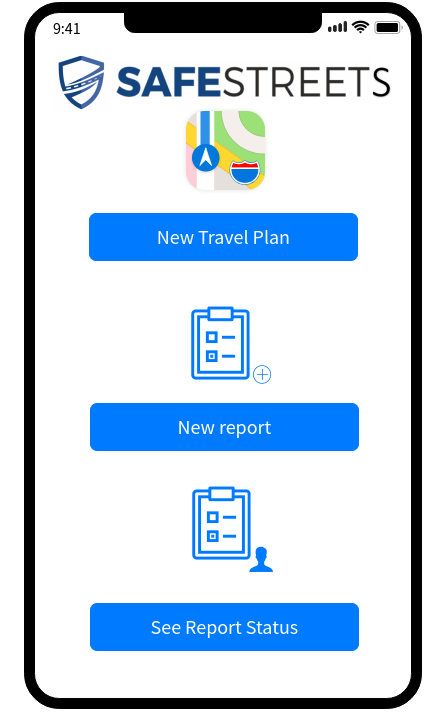 9:41
SAFESTREETS
New Travel Plan
New report
See Report Status